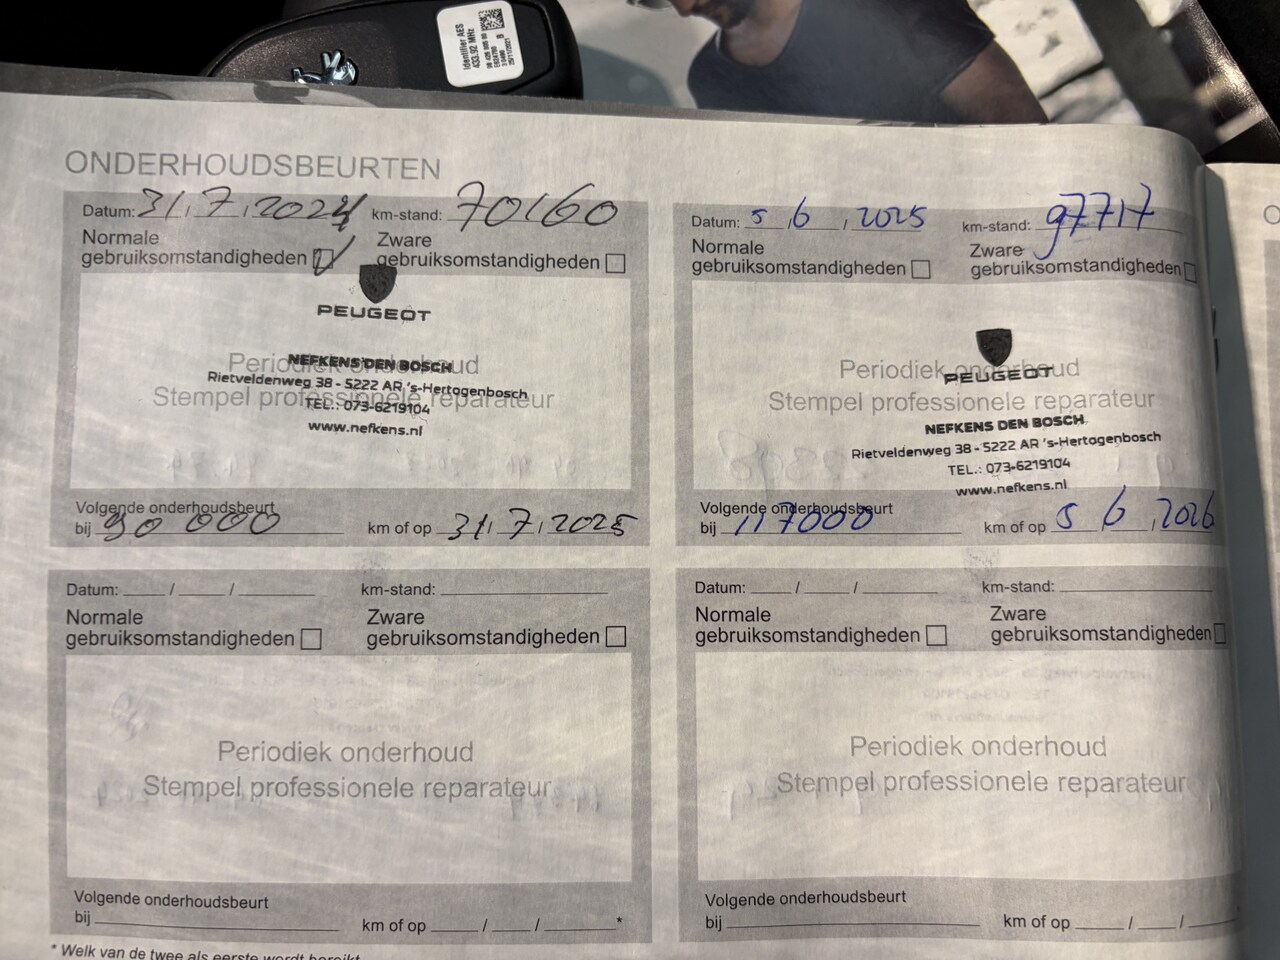 Identifier AES
433.92 MHz
ONDERHOUDSBEURTEN
Datum: 31/7/2024 km-stand: 70160
Normale gebruiksomstandigheden
Zware gebruiksomstandigheden
PEUGEOT
Periodiek onderhoud
Stempel professionele reparateur
NEFKENS DEN BOSCH
Rietveldenweg 38 - 5222 AR 's-Hertogenbosch
TEL.: 073-6219104
www.nefkens.nl
Volgende onderhoudsbeurt
bij 90 000 km of op 31/7/2025
Datum: 5/6/2025 km-stand: 97717
Normale gebruiksomstandigheden
Zware gebruiksomstandigheden
PEUGEOT
Periodiek onderhoud
Stempel professionele reparateur
NEFKENS DEN BOSCH
Rietveldenweg 38 - 5222 AR 's-Hertogenbosch
TEL.: 073-6219104
www.nefkens.nl
Volgende onderhoudsbeurt
bij 117000 km of op 5/6/2026
Datum: / / km-stand:
Normale gebruiksomstandigheden
Zware gebruiksomstandigheden
Periodiek onderhoud
Stempel professionele reparateur
Volgende onderhoudsbeurt
bij km of op / / *
Datum: / / km-stand:
Normale gebruiksomstandigheden
Zware gebruiksomstandigheden
Periodiek onderhoud
Stempel professionele reparateur
Volgende onderhoudsbeurt
bij km of op / /
* Welk van de twee als eerste wordt bereikt